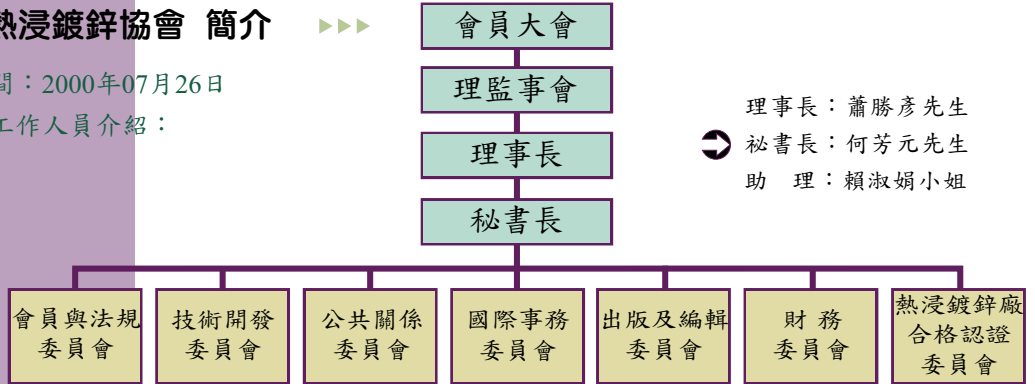 熱浸鍍鋅協會 簡介
間：2000年07月26日
工作人員介紹：
會員大會
理監事會
理事長
秘書長
理事長：蕭勝彥先生
祕書長：何芳元先生
助　理：賴淑娟小姐
會員與法規
委員會
技術開發
委員會
公共關係
委員會
國際事務
委員會
出版及編輯
委員會
財 務
委員會
熱浸鍍鋅廠
合格認證
委員會